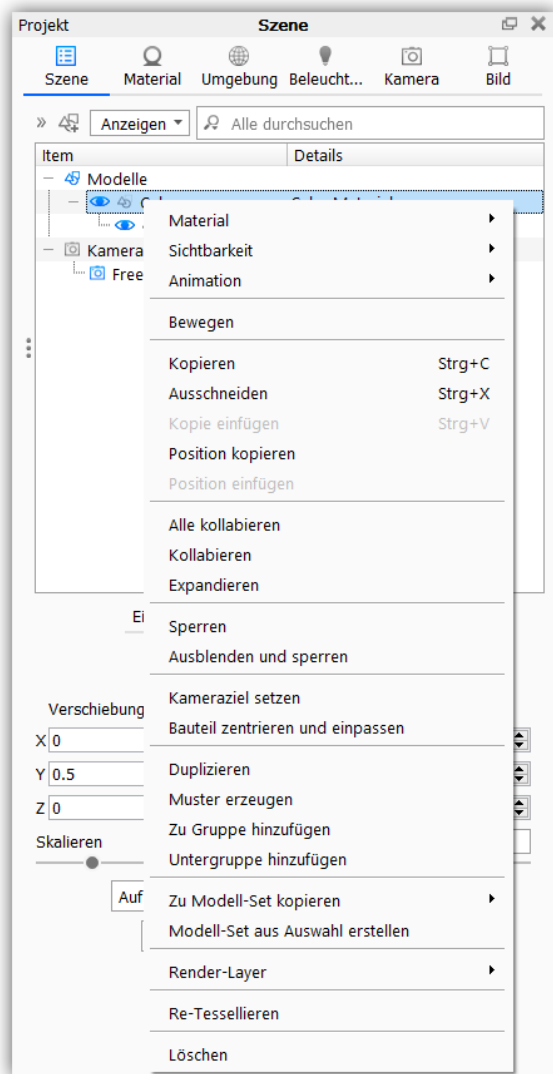 Projekt Szene
Szene Material Umgebung Beleucht... Kamera Bild
» Anzeigen Alle durchsuchen
Item Details
Modelle
Kamera
Free
Material
Sichtbarkeit
Animation
Bewegen
Kopieren Strg+C
Ausschneiden Strg+X
Kopie einfügen Strg+V
Position kopieren
Position einfügen
Alle kollabieren
Kollabieren
Expandieren
Ei
Sperren
Ausblenden und sperren
Kameraziel setzen
Verschiebung
Bauteil zentrieren und einpassen
X 0
Y 0.5
Duplizieren
Muster erzeugen
Z 0
Zu Gruppe hinzufügen
Skalieren
Untergruppe hinzufügen
Auf
Zu Modell-Set kopieren
Modell-Set aus Auswahl erstellen
Render-Layer
Re-Tessellieren
Löschen